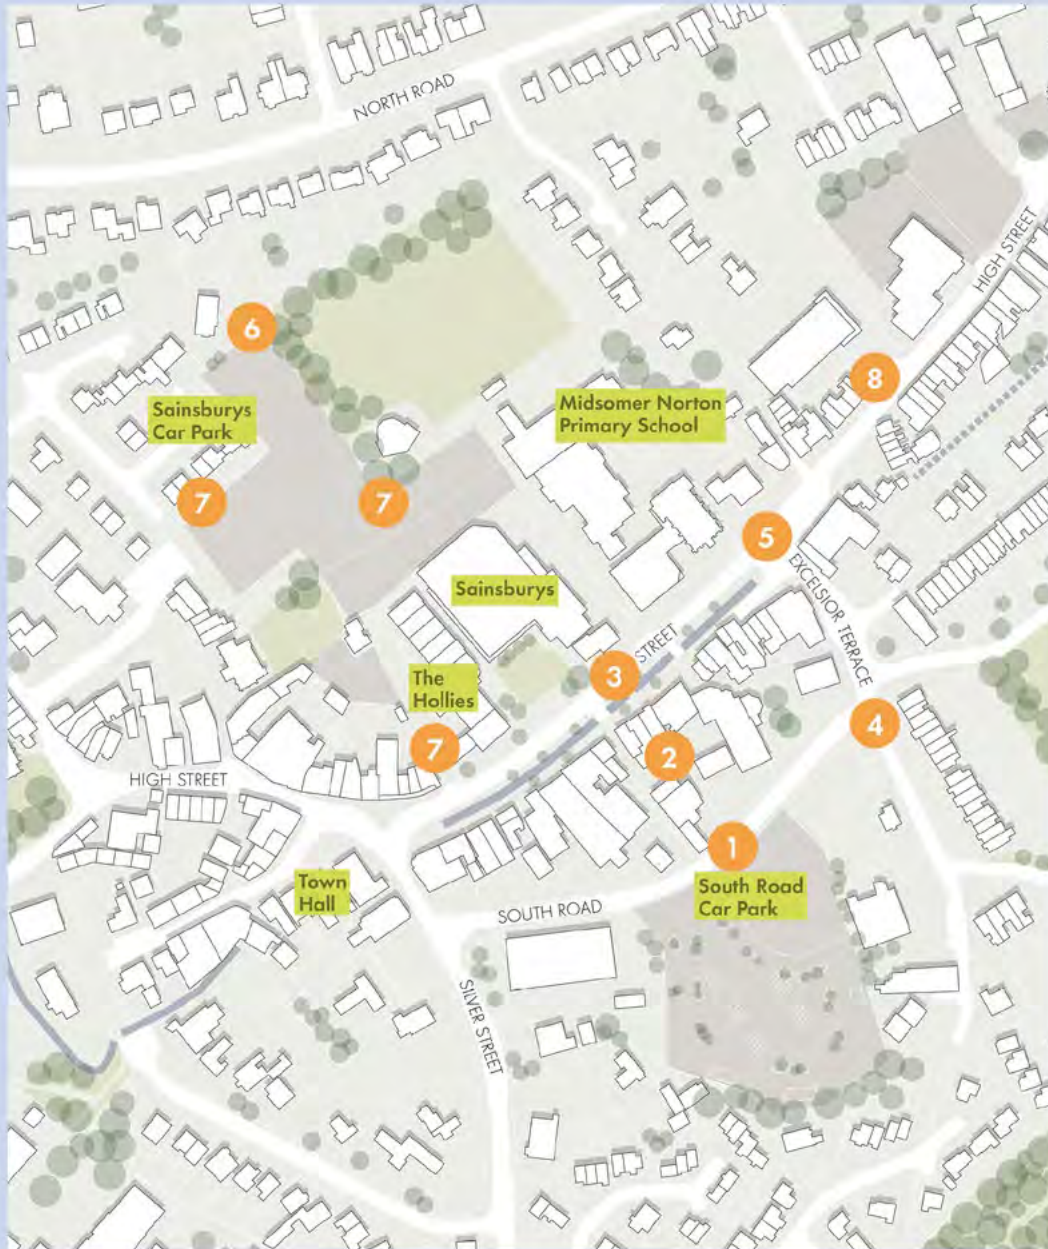 NORTH ROAD
HIGH STREET
6
8
Sainsburys
Car Park
Midsomer Norton
Primary School
7
7
5
EXCELSIOR TERRACE
Sainsburys
STREET
3
The
Hollies
4
7
2
HIGH STREET
1
Town
Hall
South Road
Car Park
SOUTH ROAD
SILVER STREET